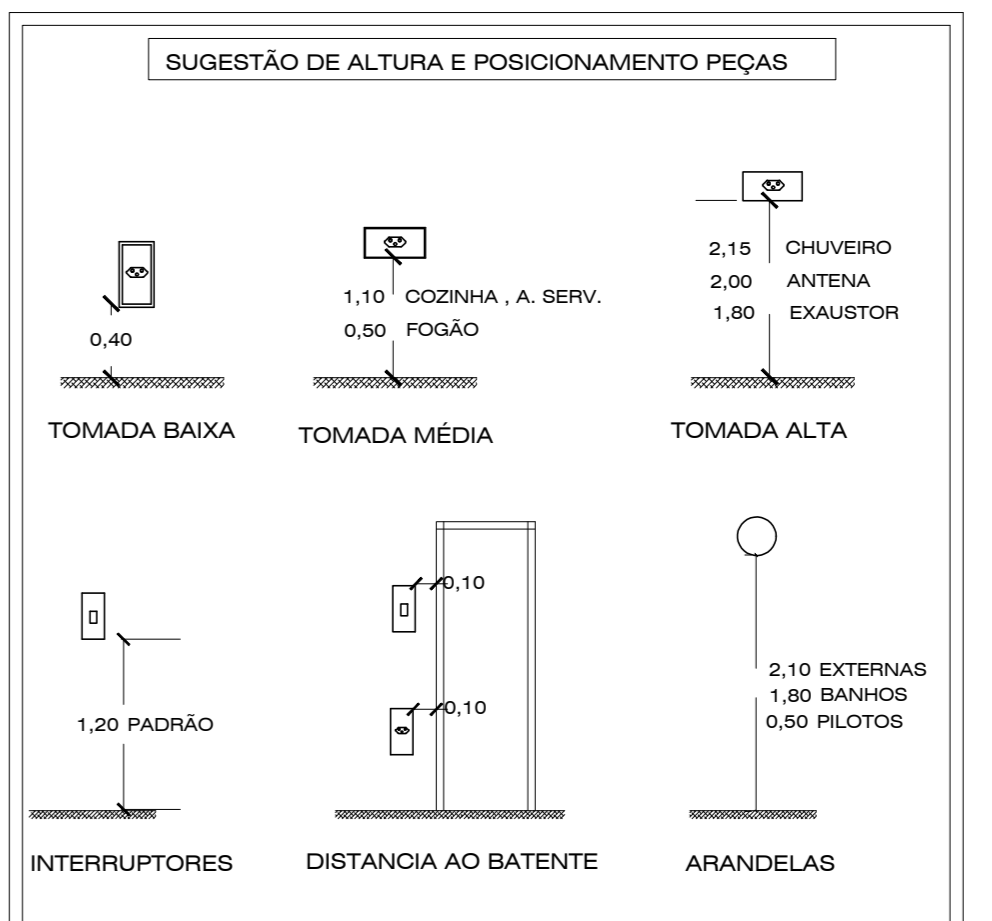 SUGESTÃO DE ALTURA E POSICIONAMENTO PEÇAS
0,40
TOMADA BAIXA
1,10 COZINHA , A. SERV.
0,50 FOGÃO
TOMADA MÉDIA
2,15 CHUVEIRO
2,00 ANTENA
1,80 EXAUSTOR
TOMADA ALTA
1,20 PADRÃO
INTERRUPTORES
0,10
0,10
DISTANCIA AO BATENTE
2,10 EXTERNAS
1,80 BANHOS
0,50 PILOTOS
ARANDELAS